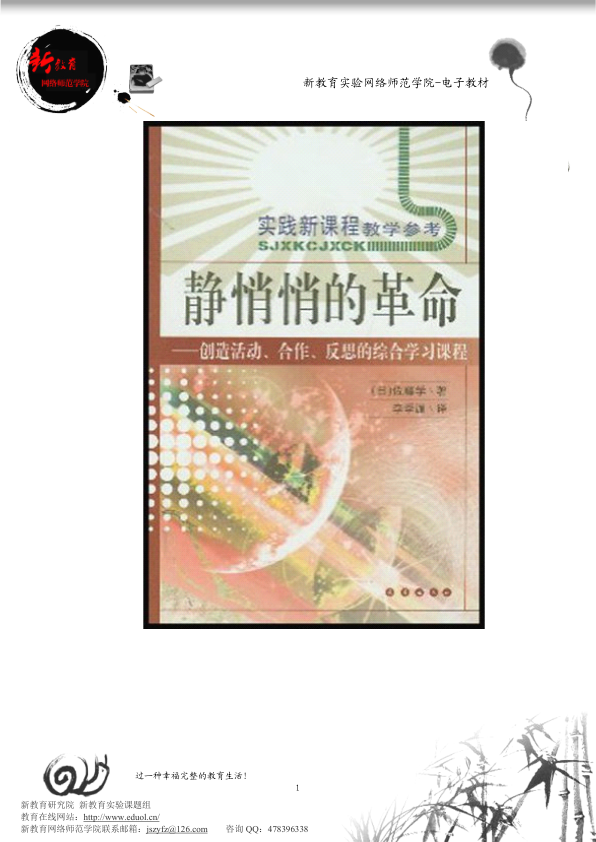 新教育
网络师范学院
新教育实验网络师范学院-电子教材
实践新课程教学参考
SJXKCJXCK
静悄悄的革命
——创造活动、合作、反思的综合学习课程
过一种幸福完整的教育生活!
1
新教育研究院 新教育实验课题组
教育在线网站：http://www.eduol.cn/
新教育网络师范学院联系邮箱：jszyfz@126.com 咨询 QQ：478396338